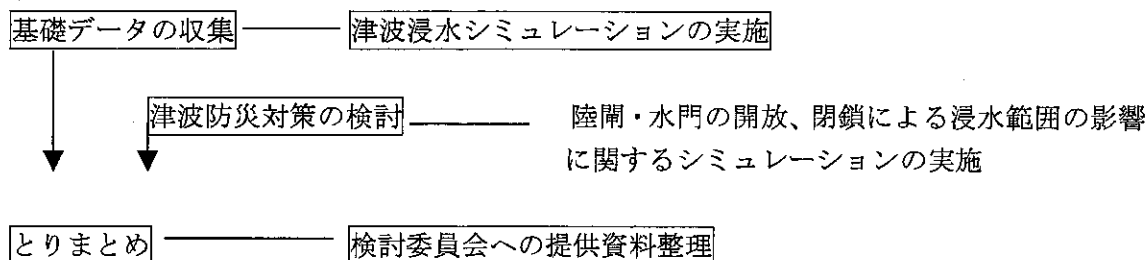 基礎データの収集 津波浸水シミュレーションの実施
津波防災対策の検討 陸閘・水門の開放、閉鎖による浸水範囲の影響
に関するシミュレーションの実施
とりまとめ 検討委員会への提供資料整理